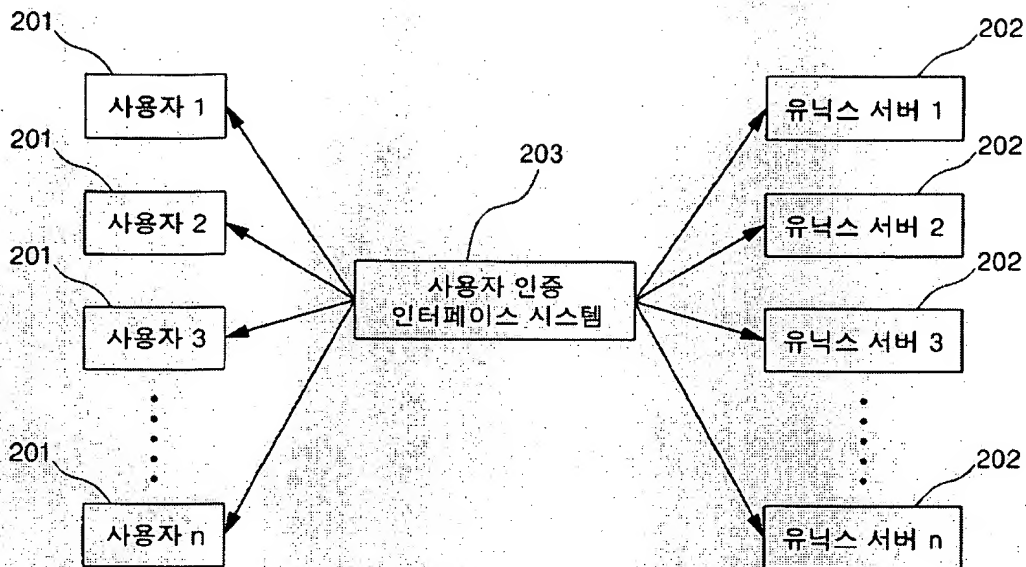 201
202
사용자 1
유닉스 서버 1
201
203
202
사용자 2
유닉스 서버 2
201
사용자 인증
인터페이스 시스템
202
사용자 3
유닉스 서버 3
201
202
사용자 n
유닉스 서버 n